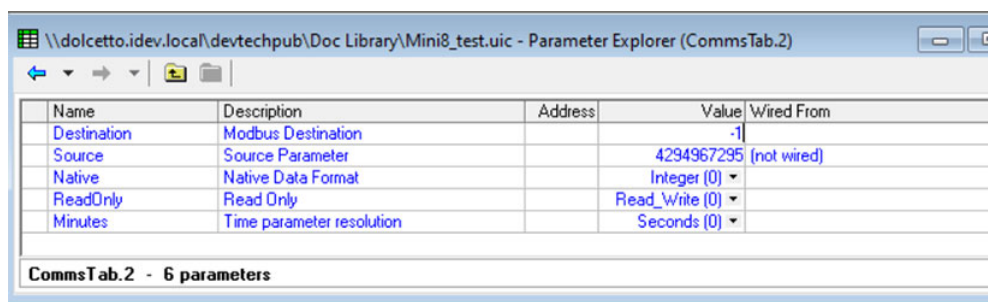 \\dolcetto.idev.local\devtechpub\Doc Library\Mini8_test.uic - Parameter Explorer (CommsTab.2)
Name Description Address Value Wired From
Destination Modbus Destination -1
Source Source Parameter 4294967295 (not wired)
Native Native Data Format Integer (0)
ReadOnly Read Only Read_Write (0)
Minutes Time parameter resolution Seconds (0)
CommsTab.2 - 6 parameters